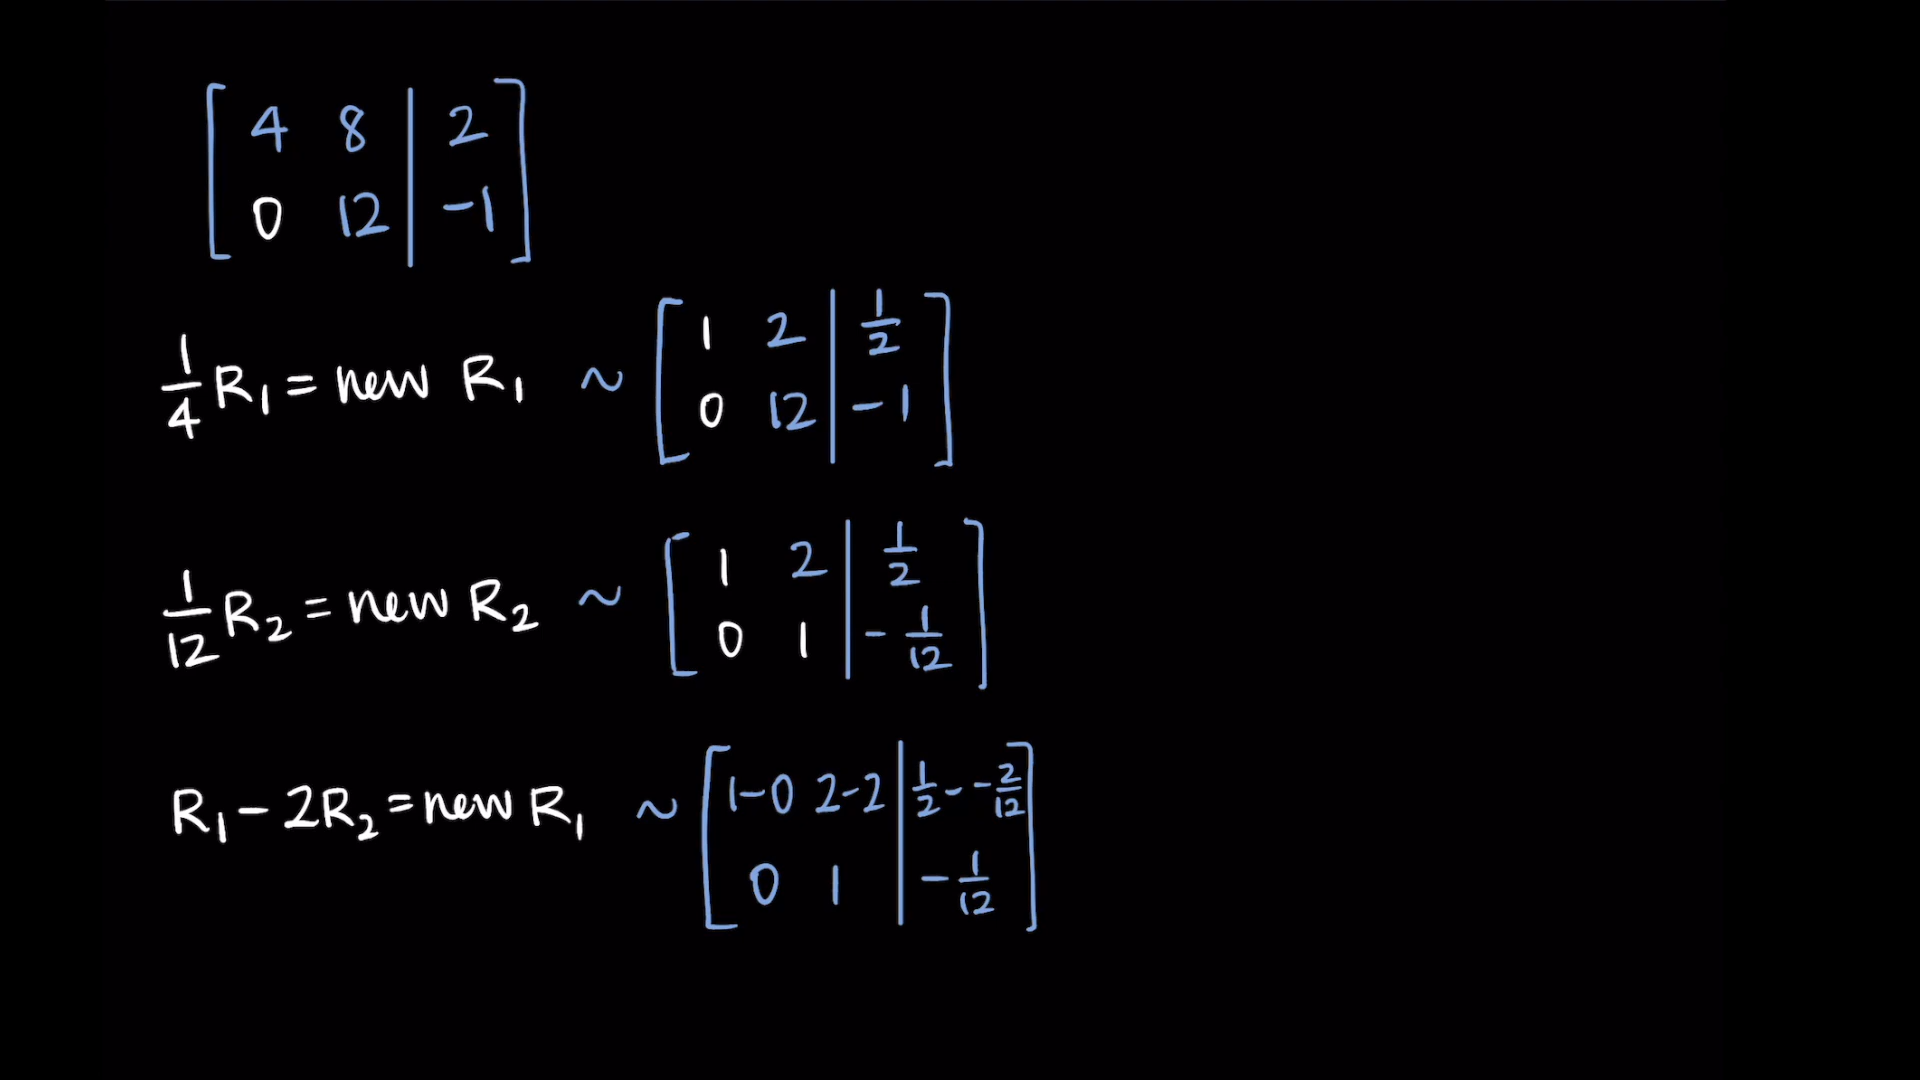 4 8 | 2
0 12 | -1
1/4 R₁ = new R₁ ~
1 2 | 1/2
0 12 | -1
1/12 R₂ = new R₂ ~
1 2 | 1/2
0 1 | -1/12
R₁ - 2R₂ = new R₁ ~
1-0 2-2 | 1/2 - -2/12
0 1 | -1/12